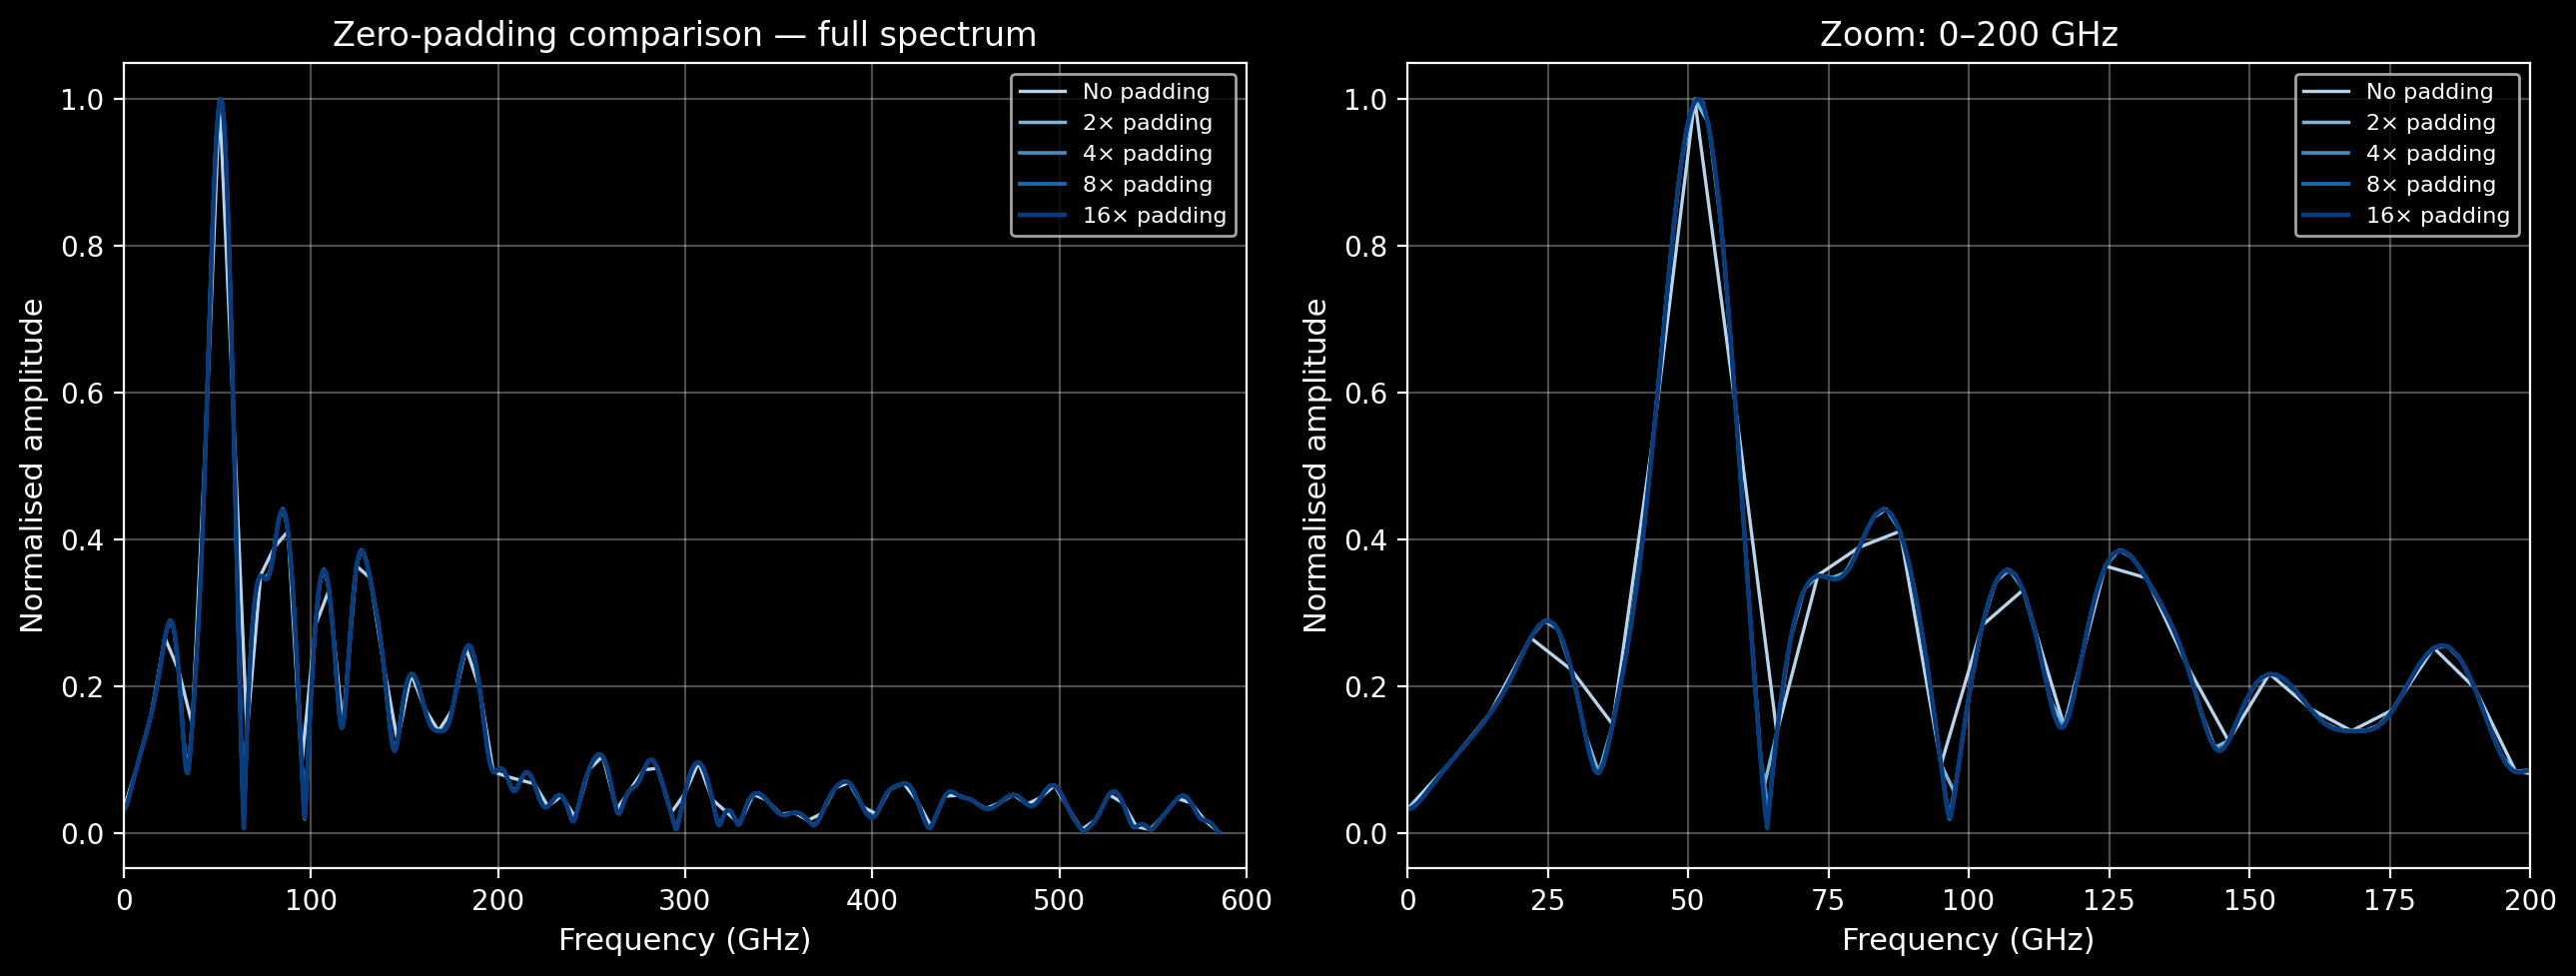 Zero-padding comparison — full spectrum
Normalised amplitude
1.0
0.8
0.6
0.4
0.2
0.0
No padding
2× padding
4× padding
8× padding
16× padding
0 100 200 300 400 500 600
Frequency (GHz)
Zoom: 0–200 GHz
Normalised amplitude
1.0
0.8
0.6
0.4
0.2
0.0
No padding
2× padding
4× padding
8× padding
16× padding
0 25 50 75 100 125 150 175 200
Frequency (GHz)